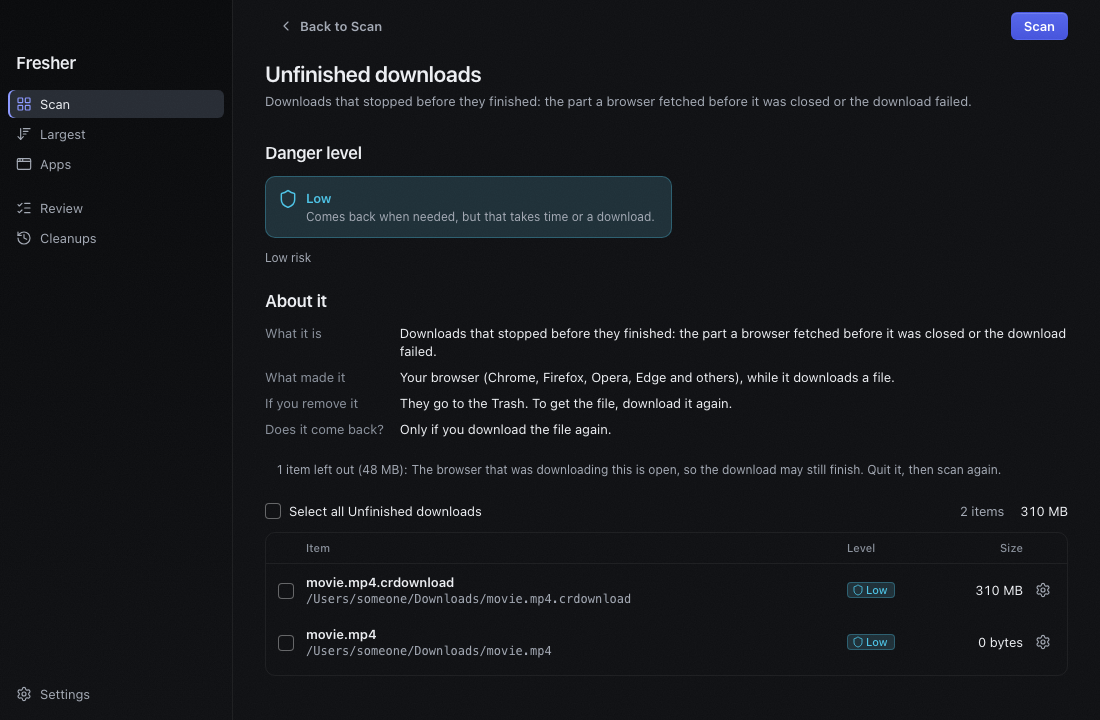 Back to Scan
Scan
Fresher
Scan
Largest
Apps
Review
Cleanups
Settings
Unfinished downloads
Downloads that stopped before they finished: the part a browser fetched before it was closed or the download failed.
Danger level
Low
Comes back when needed, but that takes time or a download.
Low risk
About it
What it is
Downloads that stopped before they finished: the part a browser fetched before it was closed or the download
failed.
What made it
Your browser (Chrome, Firefox, Opera, Edge and others), while it downloads a file.
If you remove it
They go to the Trash. To get the file, download it again.
Does it come back?
Only if you download the file again.
1 item left out (48 MB): The browser that was downloading this is open, so the download may still finish. Quit it, then scan again.
Select all Unfinished downloads
2 items
310 MB
Item
Level
Size
movie.mp4.crdownload
/Users/someone/Downloads/movie.mp4.crdownload
Low
310 MB
movie.mp4
/Users/someone/Downloads/movie.mp4
Low
0 bytes